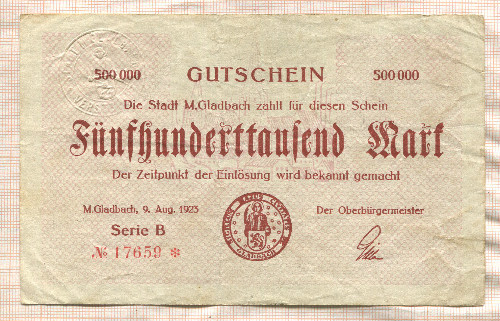 500 000 GUTSCHEIN 500 000
Die Stadt M.Gladbach zahlt für diesen Schein
Fünfhunderttausend Mark
Der Zeitpunkt der Einlösung wird bekannt gemacht
M.Gladbach, 9. Aug. 1923
Der Oberbürgermeister
Serie B
№ 17659 *
GLADBACH